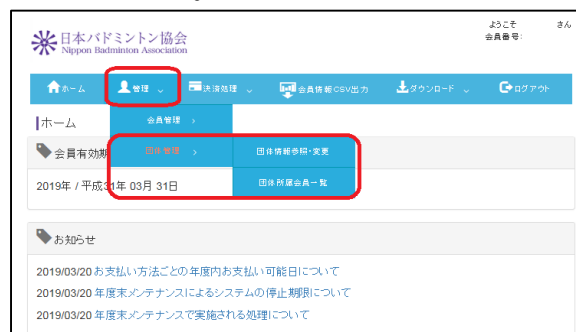 日本バドミントン協会
Nippon Badminton Association
ようこそ さん
会員番号:
ホーム 管理 決済処理 会員情報CSV出力 ダウンロード ログアウト
ホーム
会員管理 >
会員有効期
団体管理 > 団体情報参照・変更
団体所属会員一覧
2019年 / 平成31年 03月 31日
お知らせ
2019/03/20 お支払い方法ごとの年度内お支払い可能日について
2019/03/20 年度末メンテナンスによるシステムの停止期限について
2019/03/20 年度末メンテナンスで実施される処理について